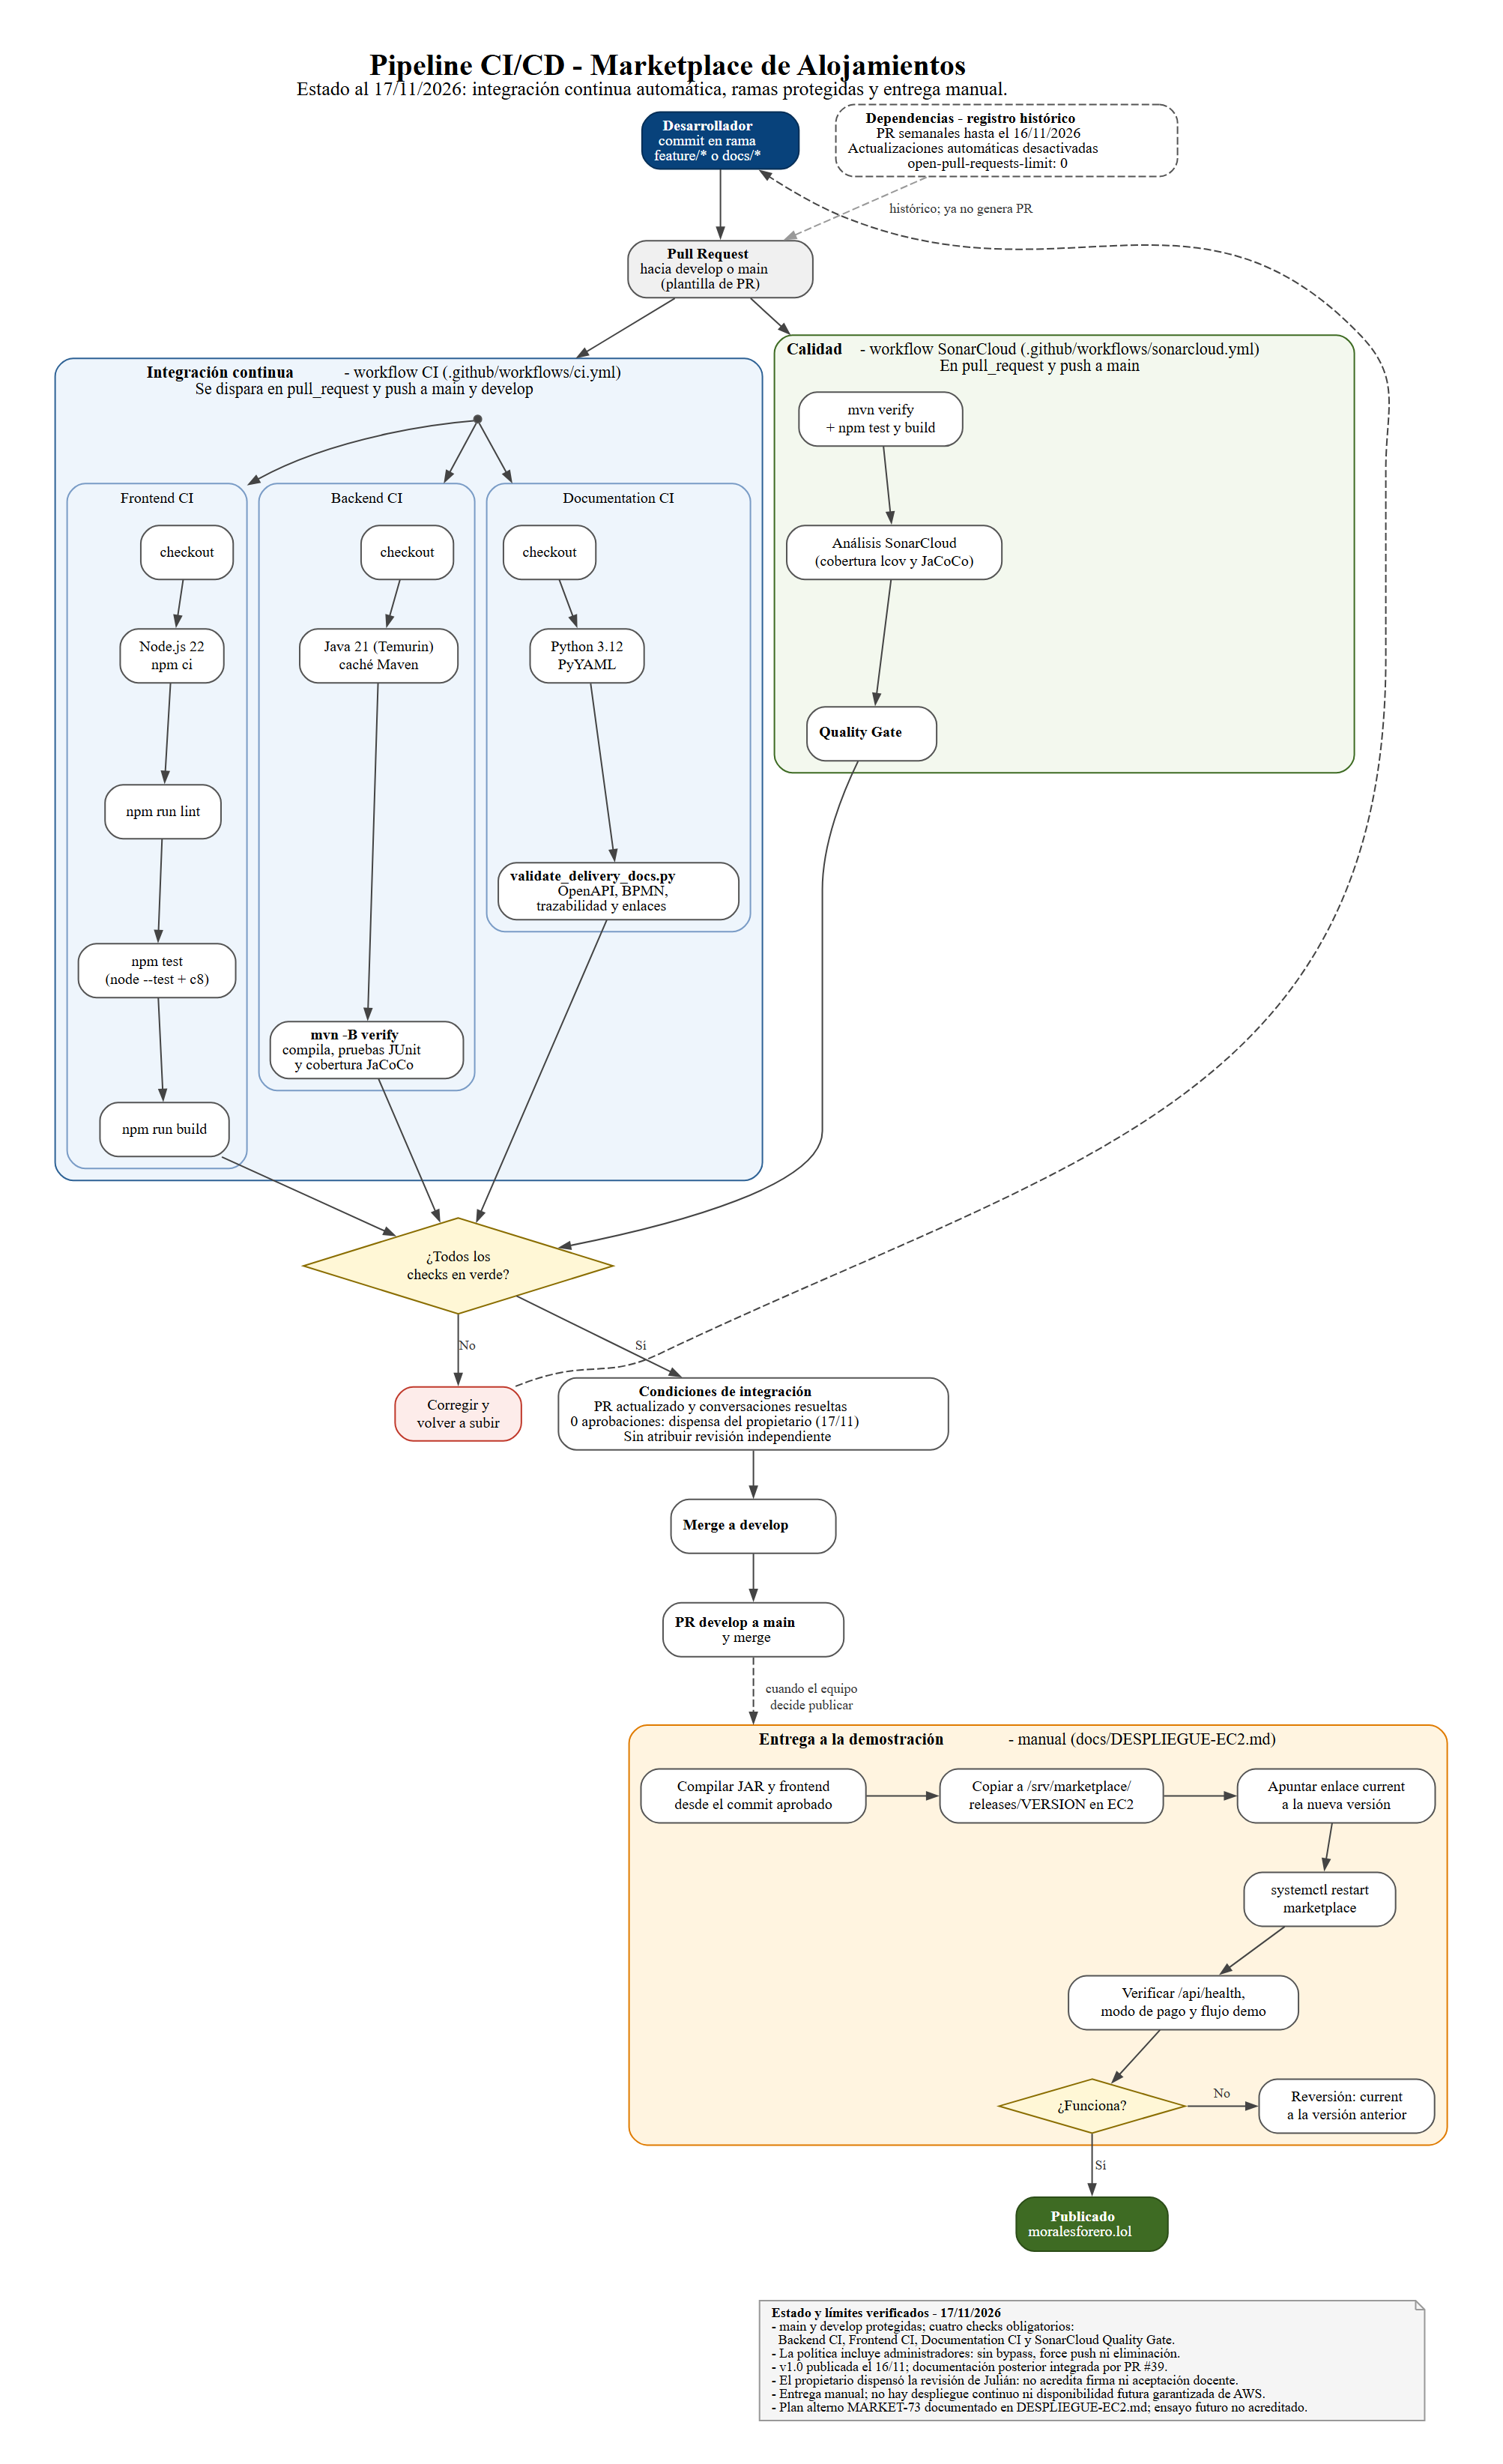 Pipeline CI/CD - Marketplace de Alojamientos
Estado al 17/11/2026: integración continua automática, ramas protegidas y entrega manual.
Desarrollador
commit en rama
feature/* o docs/*
Dependencias - registro histórico
PR semanales hasta el 16/11/2026
Actualizaciones automáticas desactivadas
open-pull-requests-limit: 0
histórico; ya no genera PR
Pull Request
hacia develop o main
(plantilla de PR)
Integración continua - workflow CI (.github/workflows/ci.yml)
Se dispara en pull_request y push a main y develop
Calidad - workflow SonarCloud (.github/workflows/sonarcloud.yml)
En pull_request y push a main
mvn verify
+ npm test y build
Análisis SonarCloud
(cobertura lcov y JaCoCo)
Quality Gate
Frontend CI
checkout
Node.js 22
npm ci
npm run lint
npm test
(node --test + c8)
npm run build
Backend CI
checkout
Java 21 (Temurin)
caché Maven
mvn -B verify
compila, pruebas JUnit
y cobertura JaCoCo
Documentation CI
checkout
Python 3.12
PyYAML
validate_delivery_docs.py
OpenAPI, BPMN,
trazabilidad y enlaces
¿Todos los
checks en verde?
No
Sí
Corregir y
volver a subir
Condiciones de integración
PR actualizado y conversaciones resueltas
0 aprobaciones: dispensa del propietario (17/11)
Sin atribuir revisión independiente
Merge a develop
PR develop a main
y merge
cuando el equipo
decide publicar
Entrega a la demostración - manual (docs/DESPLIEGUE-EC2.md)
Compilar JAR y frontend
desde el commit aprobado
Copiar a /srv/marketplace/
releases/VERSION en EC2
Apuntar enlace current
a la nueva versión
systemctl restart
marketplace
Verificar /api/health,
modo de pago y flujo demo
¿Funciona?
No
Reversión: current
a la versión anterior
Sí
Publicado
moralesforero.lol
Estado y límites verificados - 17/11/2026
- main y develop protegidas; cuatro checks obligatorios:
Backend CI, Frontend CI, Documentation CI y SonarCloud Quality Gate.
- La política incluye administradores: sin bypass, force push ni eliminación.
- v1.0 publicada el 16/11; documentación posterior integrada por PR #39.
- El propietario dispensó la revisión de Julián: no acredita firma ni aceptación docente.
- Entrega manual; no hay despliegue continuo ni disponibilidad futura garantizada de AWS.
- Plan alterno MARKET-73 documentado en DESPLIEGUE-EC2.md; ensayo futuro no acreditado.